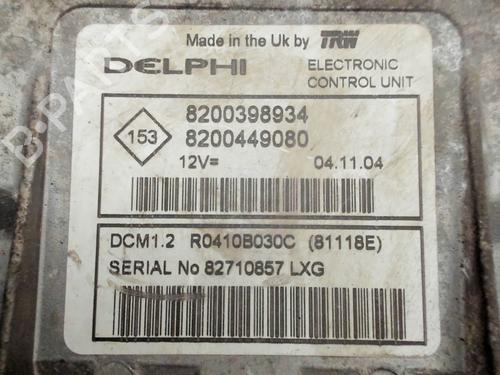 Made in the Uk by TRW
DELPHI
ELECTRONIC
CONTROL UNIT
8200398934
153
8200449080
12V=
04.11.04
DCM1.2 R0410B030C (81118E)
SERIAL No 82710857 LXG